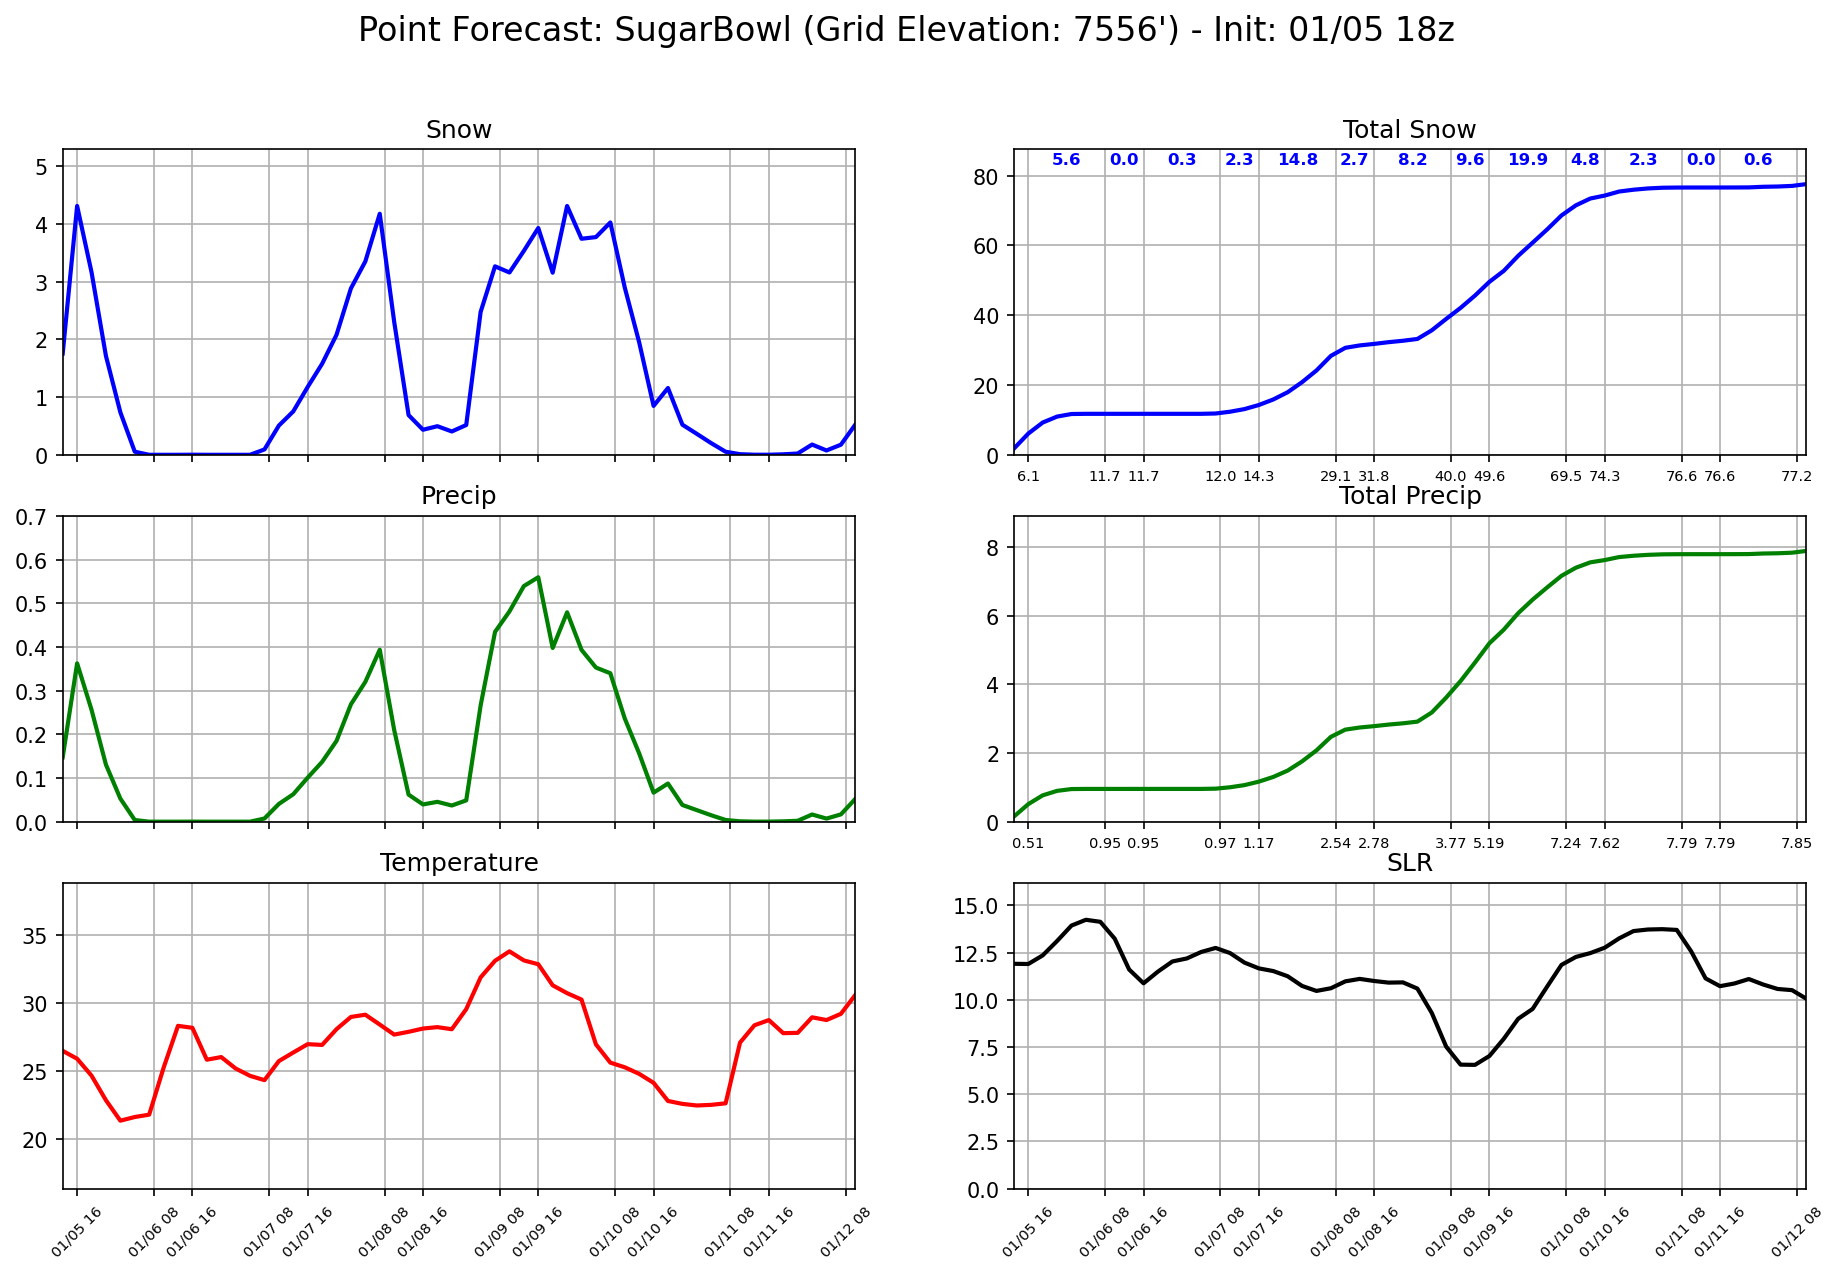 Point Forecast: SugarBowl (Grid Elevation: 7556') - Init: 01/05 18z
Snow
5
4
3
2
1
0
Total Snow
5.6 0.0 0.3 2.3 14.8 2.7 8.2 9.6 19.9 4.8 2.3 0.0 0.6
80
60
40
20
0
6.1 11.7 11.7 12.0 14.3 29.1 31.8 40.0 49.6 69.5 74.3 76.6 76.6 77.2
Precip
0.7
0.6
0.5
0.4
0.3
0.2
0.1
0.0
Total Precip
8
6
4
2
0
0.51 0.95 0.95 0.97 1.17 2.54 2.78 3.77 5.19 7.24 7.62 7.79 7.79 7.85
Temperature
35
30
25
20
01/05 16 01/06 08 01/06 16 01/07 08 01/07 16 01/08 08 01/08 16 01/09 08 01/09 16 01/10 08 01/10 16 01/11 08 01/11 16 01/12 08
SLR
15.0
12.5
10.0
7.5
5.0
2.5
0.0
01/05 16 01/06 08 01/06 16 01/07 08 01/07 16 01/08 08 01/08 16 01/09 08 01/09 16 01/10 08 01/10 16 01/11 08 01/11 16 01/12 08